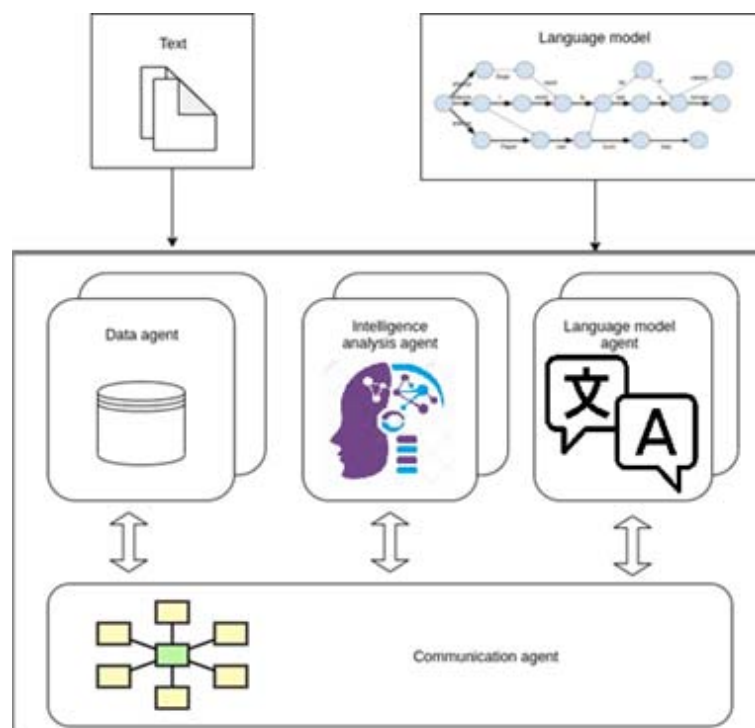 Text
Language model
Data agent
Intelligence
analysis agent
Language model
agent
文
A
Communication agent